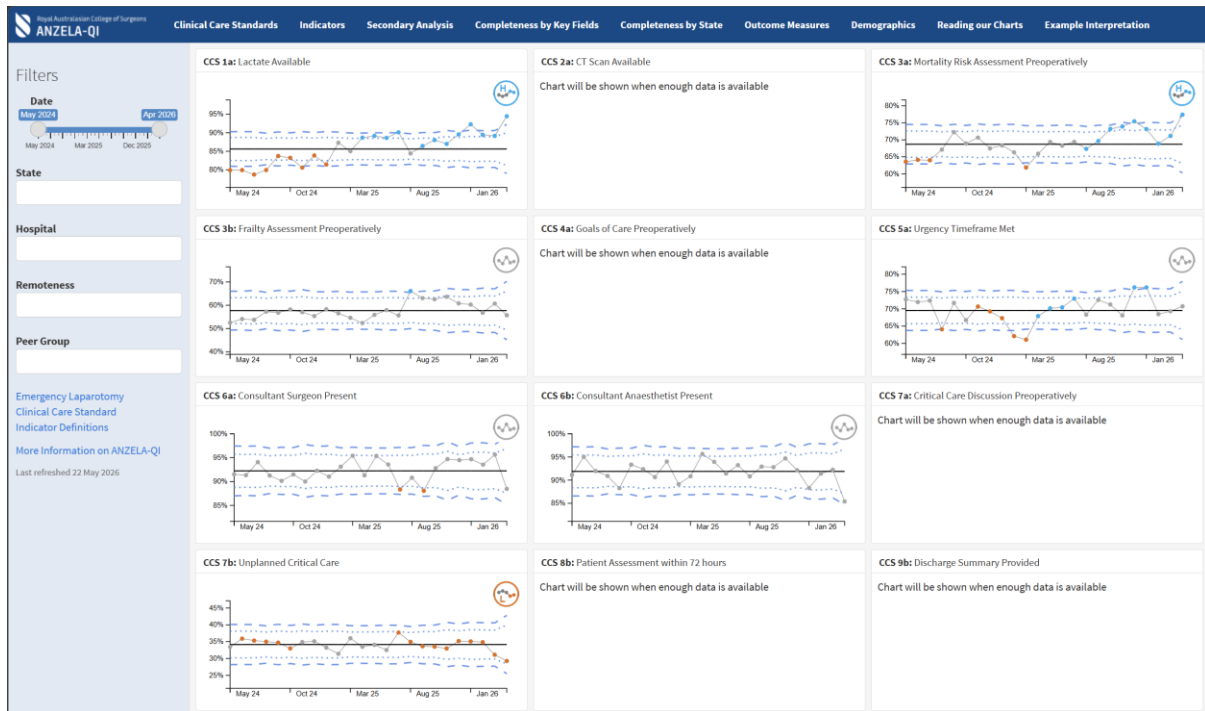 Royal Australasian College of Surgeons
ANZELA-QI
Clinical Care Standards
Indicators
Secondary Analysis
Completeness by Key Fields
Completeness by State
Outcome Measures
Demographics
Reading our Charts
Example Interpretation
Filters
Date
May 2024
Apr 2026
May 2024
Mar 2025
Dec 2025
State
Hospital
Remoteness
Peer Group
Emergency Laparotomy
Clinical Care Standard
Indicator Definitions
More Information on ANZELA-QI
Last refreshed 22 May 2026
CCS 1a: Lactate Available
H
95%
90%
85%
80%
May 24
Oct 24
Mar 25
Aug 25
Jan 26
CCS 2a: CT Scan Available
Chart will be shown when enough data is available
CCS 3a: Mortality Risk Assessment Preoperatively
H
80%
75%
70%
65%
60%
May 24
Oct 24
Mar 25
Aug 25
Jan 26
CCS 3b: Frailty Assessment Preoperatively
70%
60%
50%
40%
May 24
Oct 24
Mar 25
Aug 25
Jan 26
CCS 4a: Goals of Care Preoperatively
Chart will be shown when enough data is available
CCS 5a: Urgency Timeframe Met
80%
75%
70%
65%
60%
May 24
Oct 24
Mar 25
Aug 25
Jan 26
CCS 6a: Consultant Surgeon Present
100%
95%
90%
85%
May 24
Oct 24
Mar 25
Aug 25
Jan 26
CCS 6b: Consultant Anaesthetist Present
100%
95%
90%
85%
May 24
Oct 24
Mar 25
Aug 25
Jan 26
CCS 7a: Critical Care Discussion Preoperatively
Chart will be shown when enough data is available
CCS 7b: Unplanned Critical Care
L
45%
40%
35%
30%
25%
May 24
Oct 24
Mar 25
Aug 25
Jan 26
CCS 8b: Patient Assessment within 72 hours
Chart will be shown when enough data is available
CCS 9b: Discharge Summary Provided
Chart will be shown when enough data is available